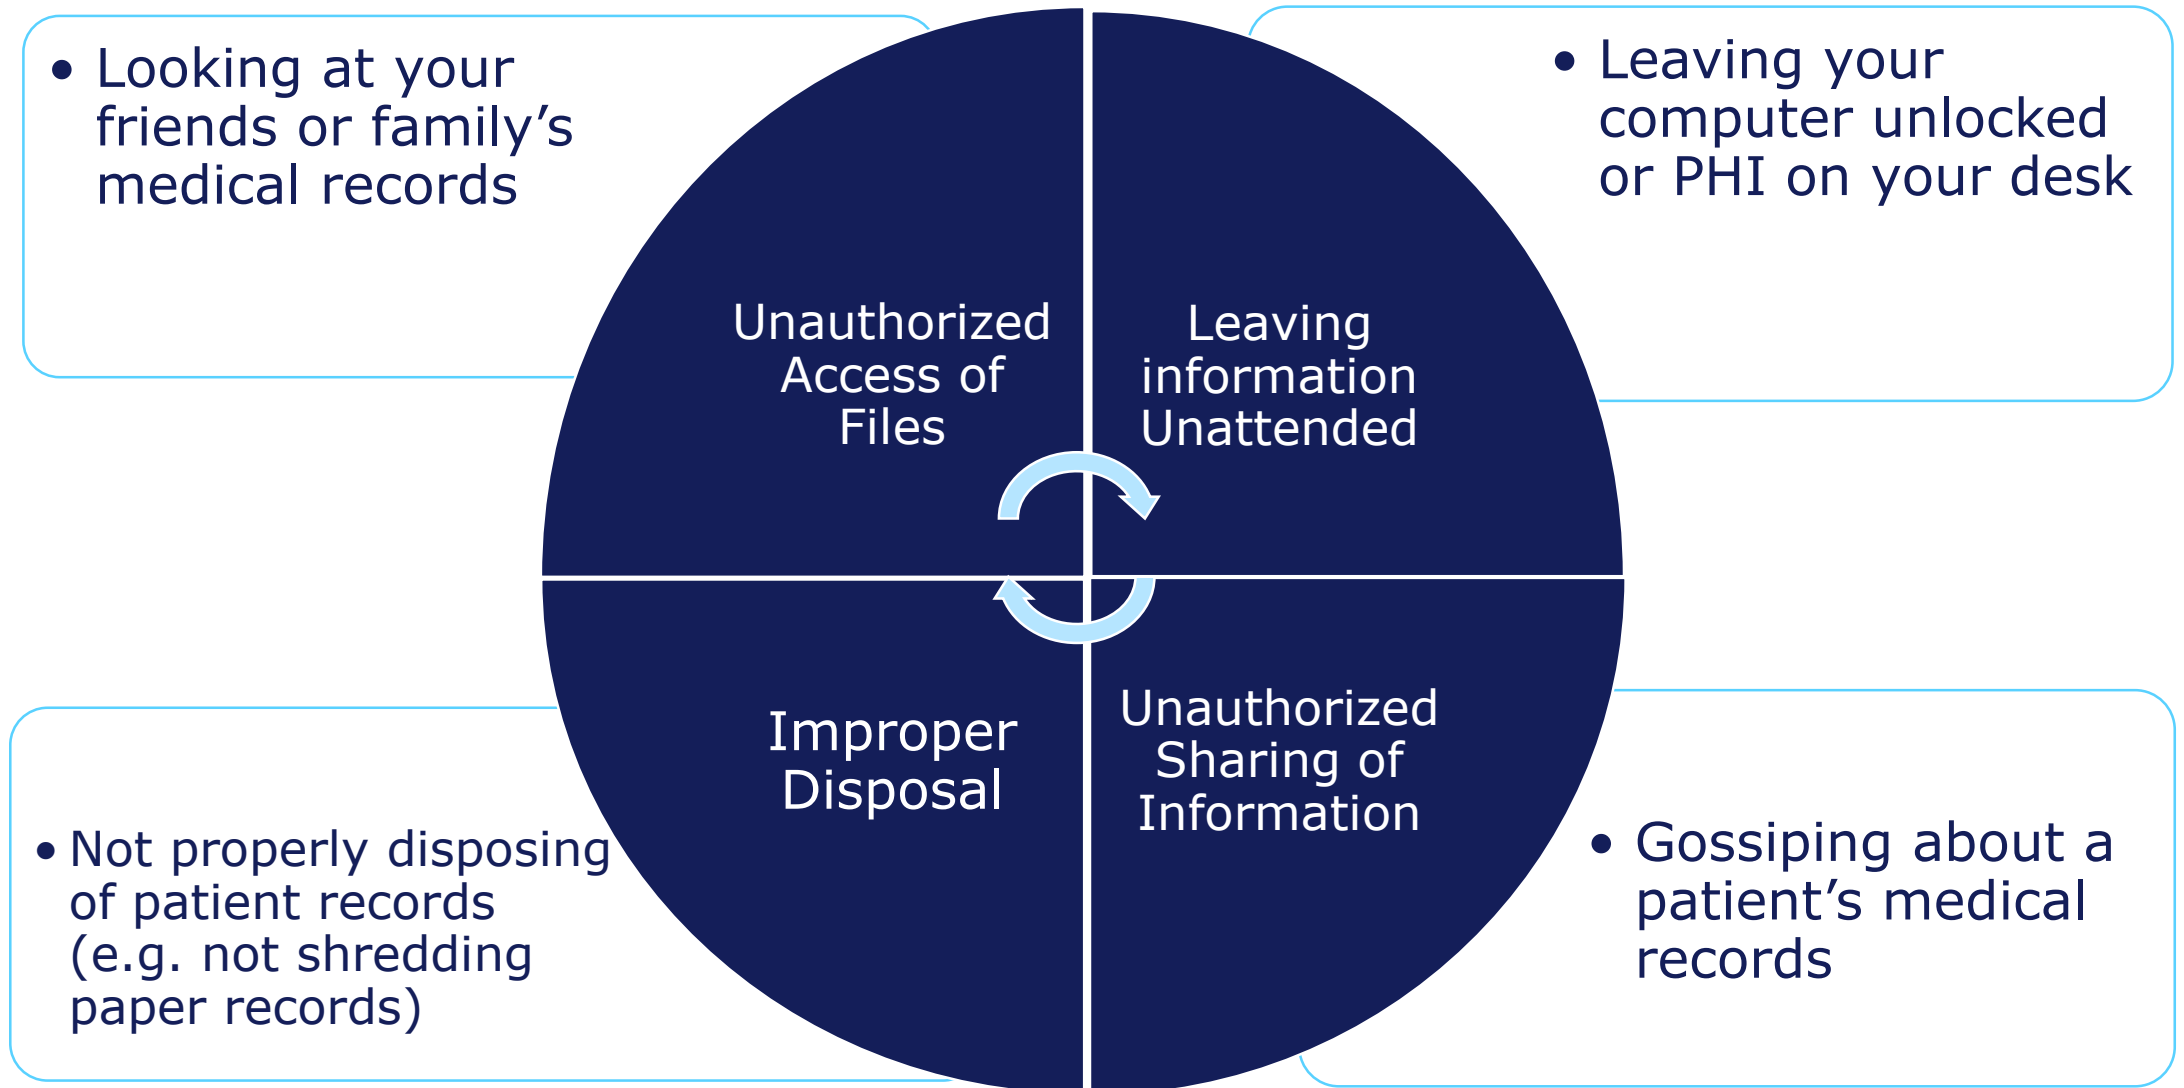 • Looking at your
friends or family’s
medical records
• Leaving your
computer unlocked
or PHI on your desk
Unauthorized
Access of
Files
Leaving
information
Unattended
Improper
Disposal
Unauthorized
Sharing of
Information
• Not properly disposing
of patient records
(e.g. not shredding
paper records)
• Gossiping about a
patient’s medical
records